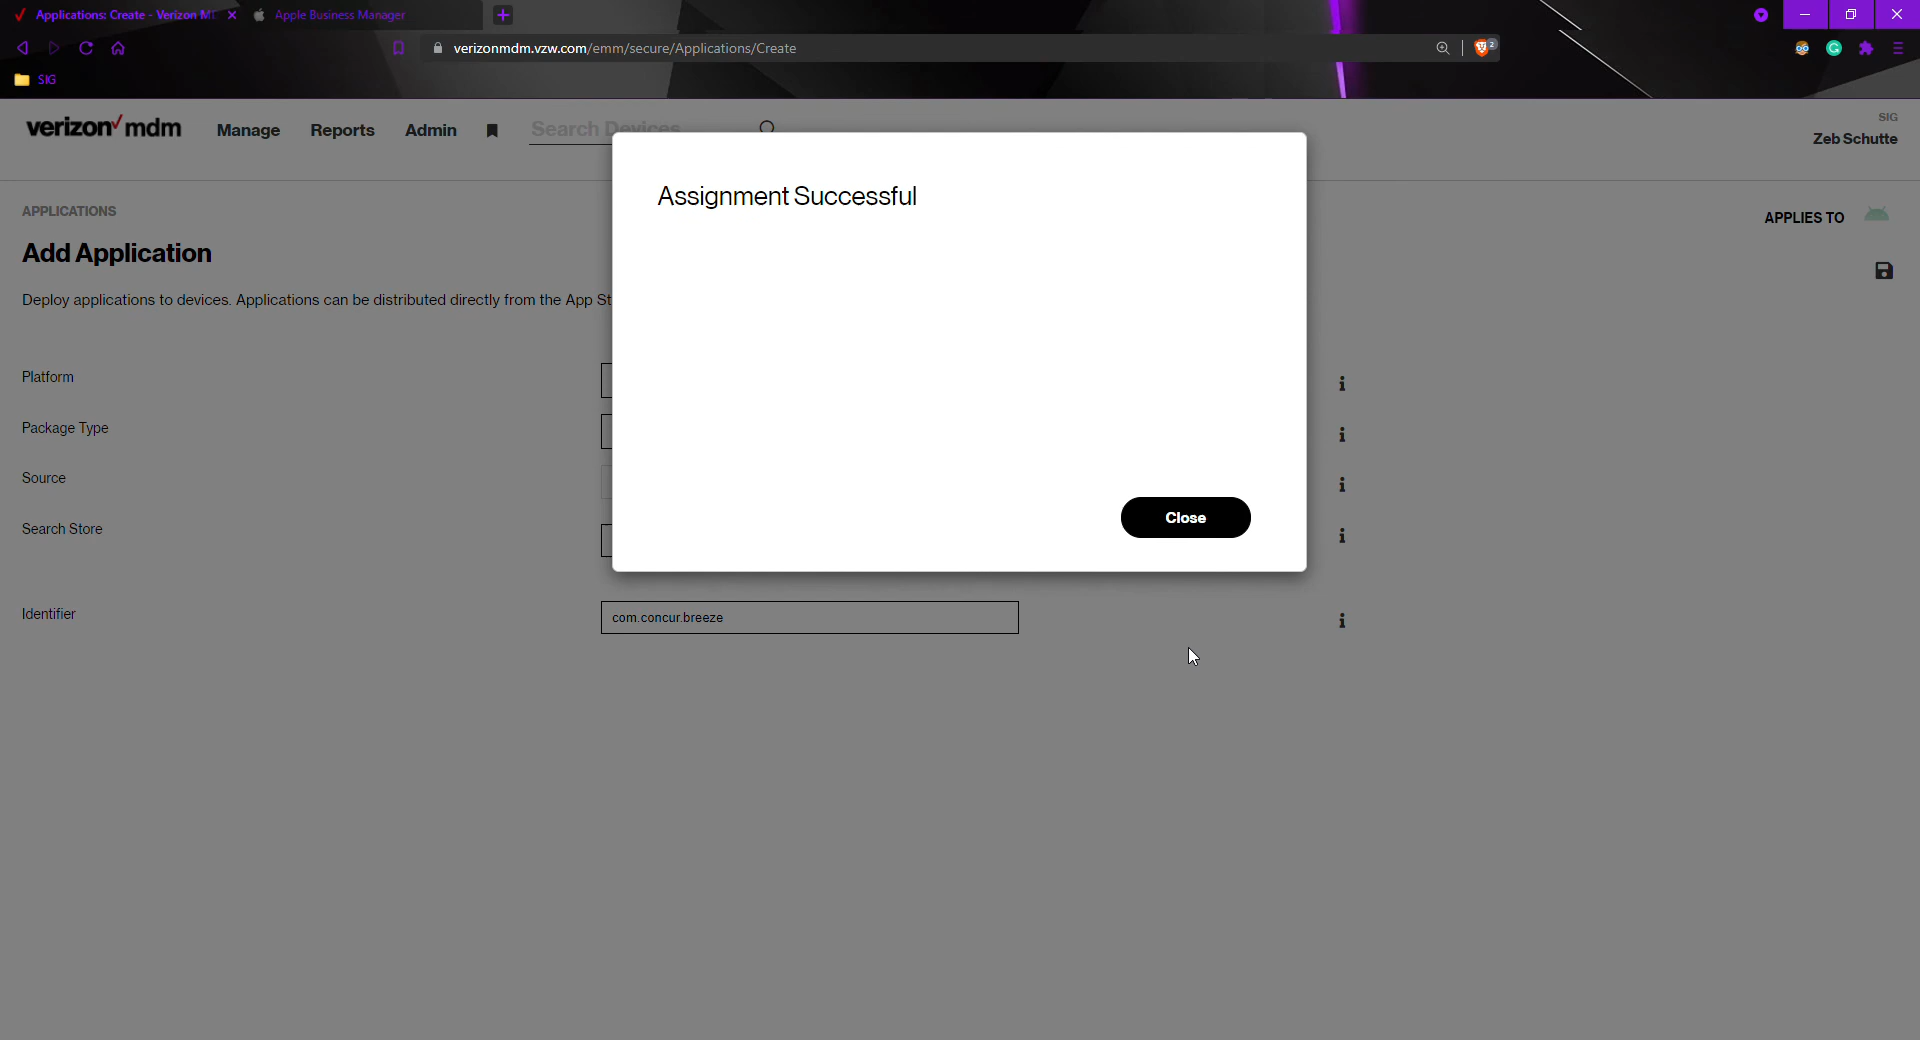 Applications: Create - Verizon M
Apple Business Manager
verizonmdm.vzw.com/emm/secure/Applications/Create
2
SIG
verizon mdm
Manage
Reports
Admin
Search Devices
SIG
Zeb Schutte
Assignment Successful
APPLICATIONS
APPLIES TO
Add Application
Deploy applications to devices. Applications can be distributed directly from the App St
Platform
Package Type
Source
Close
Search Store
Identifier
com.concur.breeze